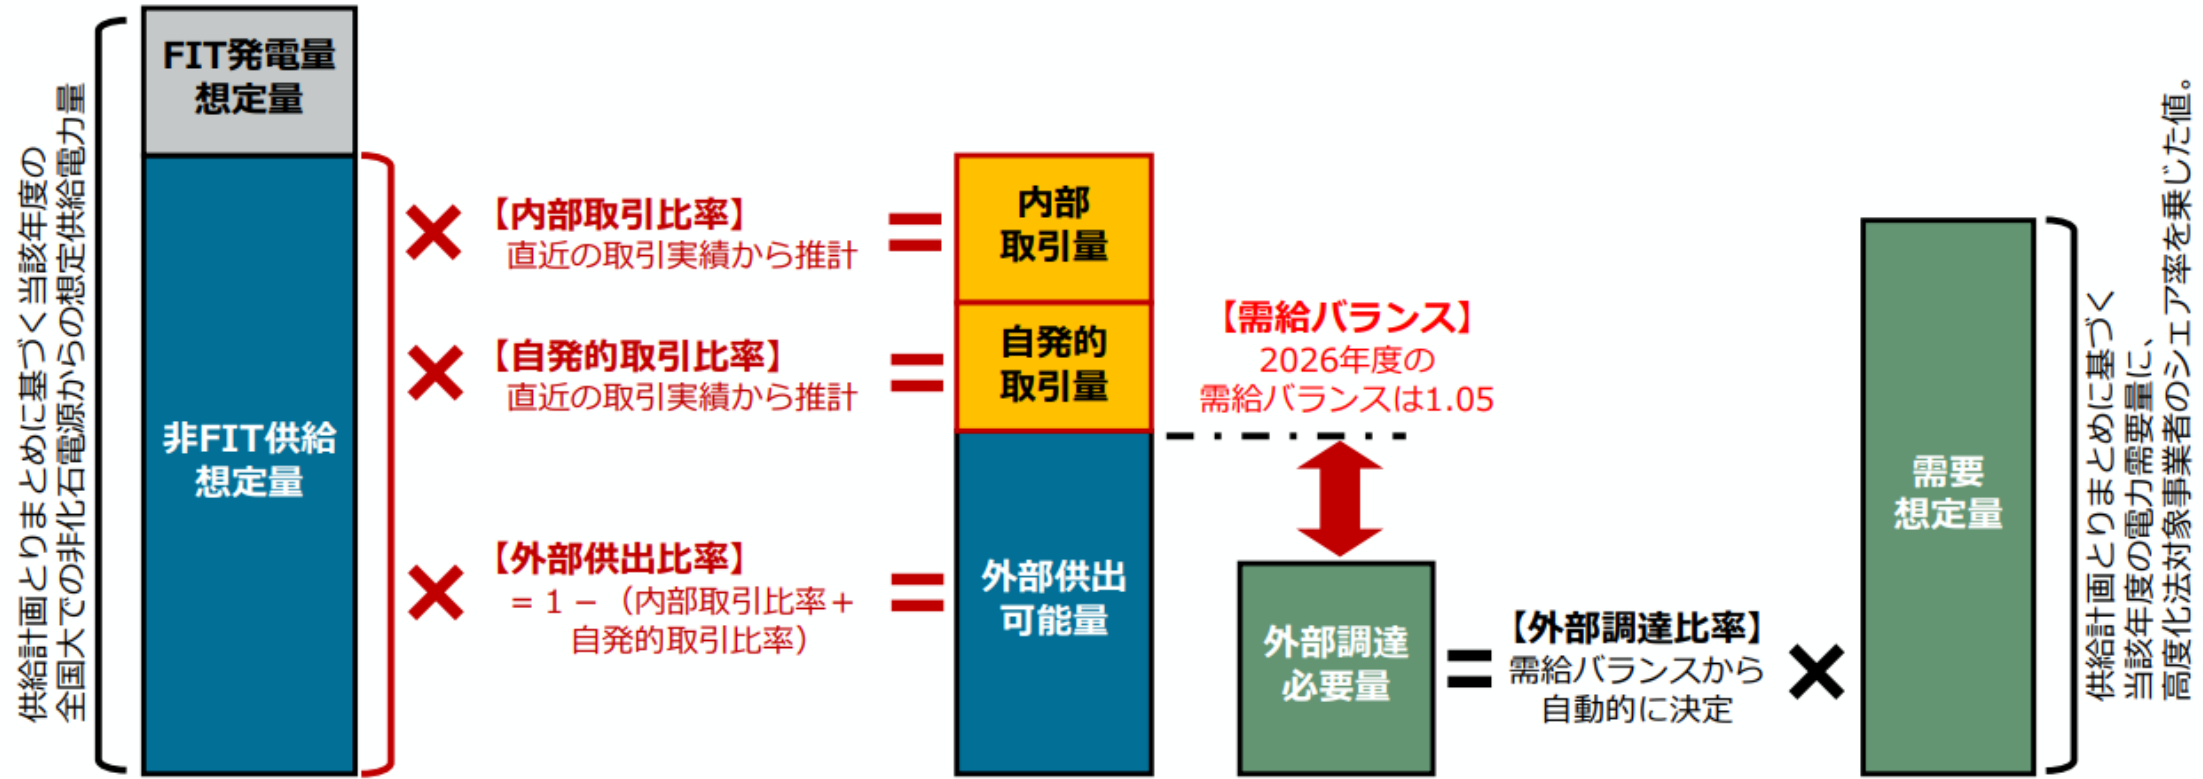 供給計画とりまとめに基づく当該年度の
全国大での非化石電源からの想定供給電力量
FIT発電量
想定量
非FIT供給
想定量
【内部取引比率】
直近の取引実績から推計
【自発的取引比率】
直近の取引実績から推計
【外部供出比率】
= 1 – （内部取引比率＋
自発的取引比率）
内部
取引量
自発的
取引量
外部供出
可能量
【需給バランス】
2026年度の
需給バランスは1.05
外部調達
必要量
【外部調達比率】
需給バランスから
自動的に決定
需要
想定量
供給計画とりまとめに基づく
当該年度の電力需要量に、
高度化法対象事業者のシェア率を乗じた値。